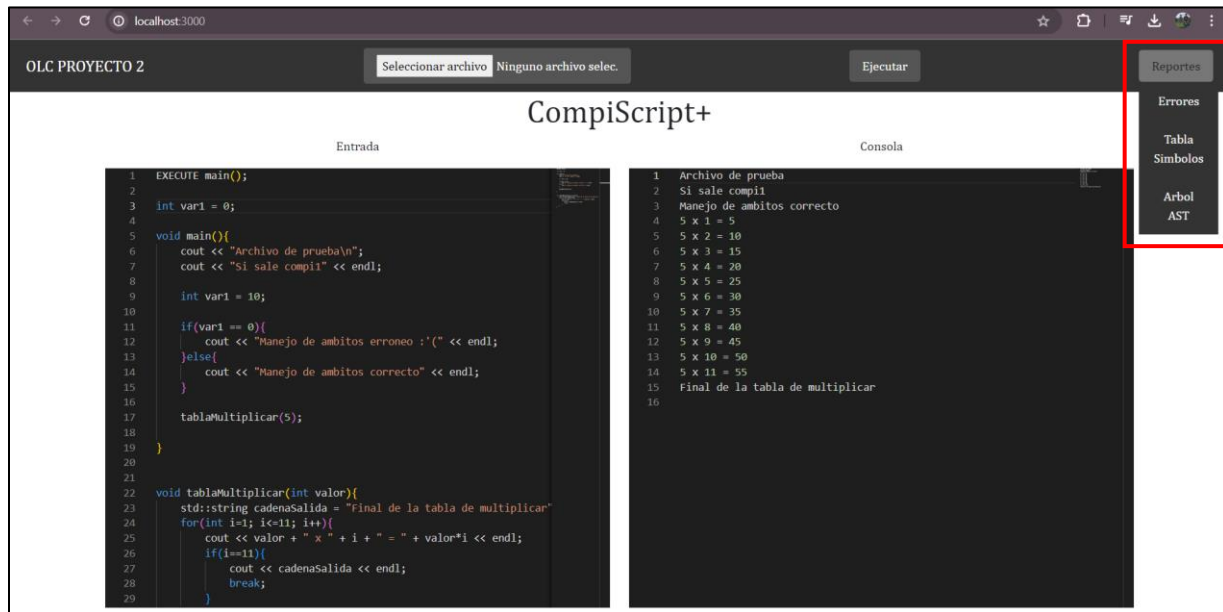 localhost:3000
OLC PROYECTO 2
Seleccionar archivo Ninguno archivo selec.
Ejecutar
Reportes
Errores
Tabla
Simbolos
Arbol
AST
CompiScript+
Entrada
1 EXECUTE main();
2
3 int var1 = 0;
4
5 void main(){
6 cout << "Archivo de prueba\n";
7 cout << "Si sale compi1" << endl;
8
9 int var1 = 10;
10
11 if(var1 == 0){
12 cout << "Manejo de ambitos erroneo :'(" << endl;
13 }else{
14 cout << "Manejo de ambitos correcto" << endl;
15 }
16
17 tablaMultiplicar(5);
18
19 }
20
21
22 void tablaMultiplicar(int valor){
23 std::string cadenaSalida = "Final de la tabla de multiplicar"
24 for(int i=1; i<=11; i++){
25 cout << valor + " x " + i + " = " + valor*i << endl;
26 if(i==11){
27 cout << cadenaSalida << endl;
28 break;
29 }
Consola
1 Archivo de prueba
2 Si sale compi1
3 Manejo de ambitos correcto
4 5 x 1 = 5
5 5 x 2 = 10
6 5 x 3 = 15
7 5 x 4 = 20
8 5 x 5 = 25
9 5 x 6 = 30
10 5 x 7 = 35
11 5 x 8 = 40
12 5 x 9 = 45
13 5 x 10 = 50
14 5 x 11 = 55
15 Final de la tabla de multiplicar
16